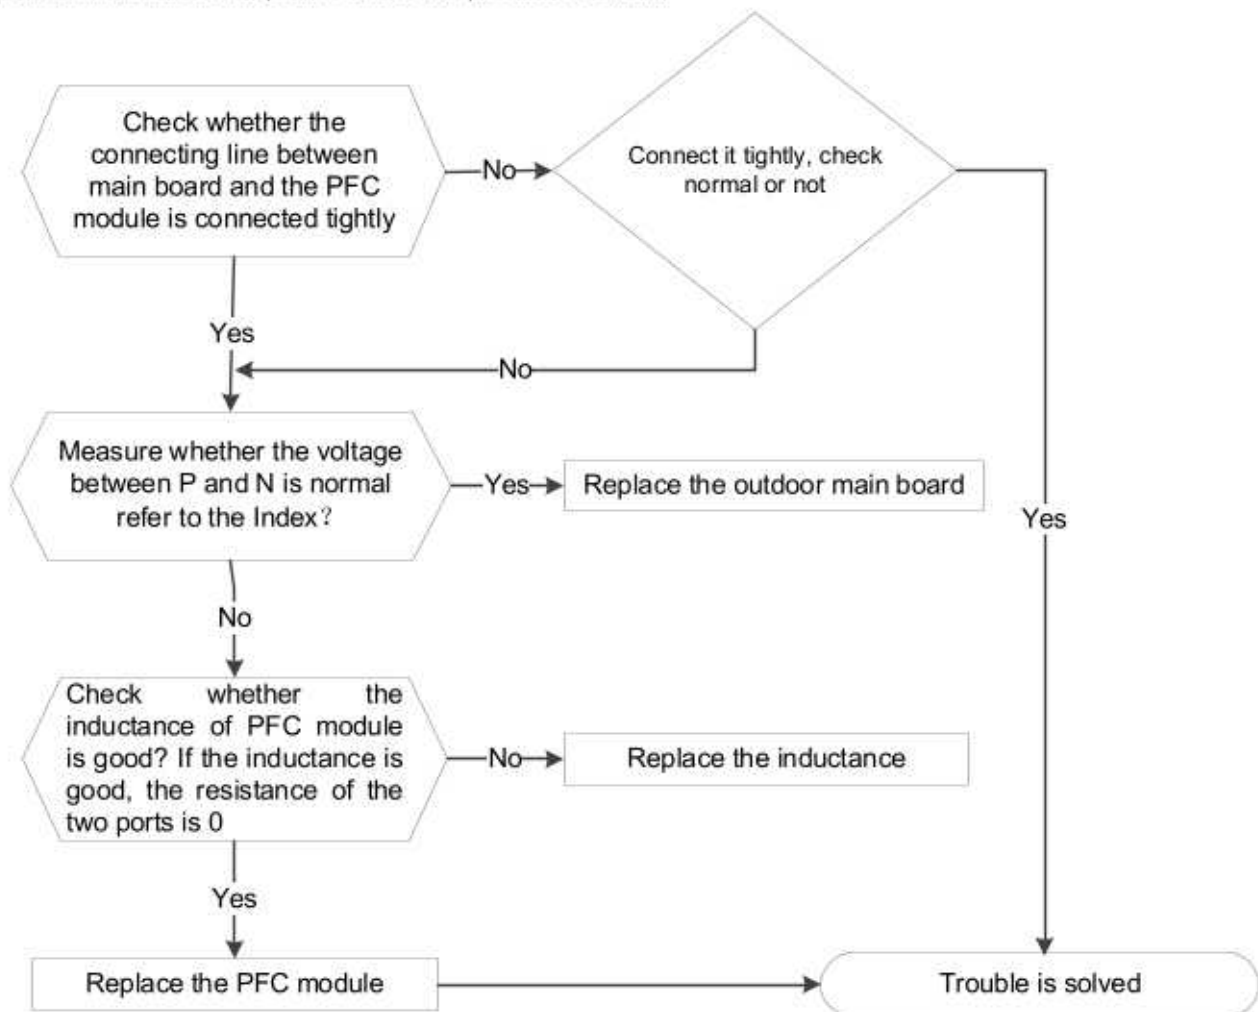 Check whether the
connecting line between
main board and the PFC
module is connected tightly
No
Connect it tightly, check
normal or not
Yes
No
Measure whether the voltage
between P and N is normal
refer to the Index？
Yes
Replace the outdoor main board
Yes
No
Check whether the
inductance of PFC module
is good? If the inductance is
good, the resistance of the
two ports is 0
No
Replace the inductance
Yes
Replace the PFC module
Trouble is solved